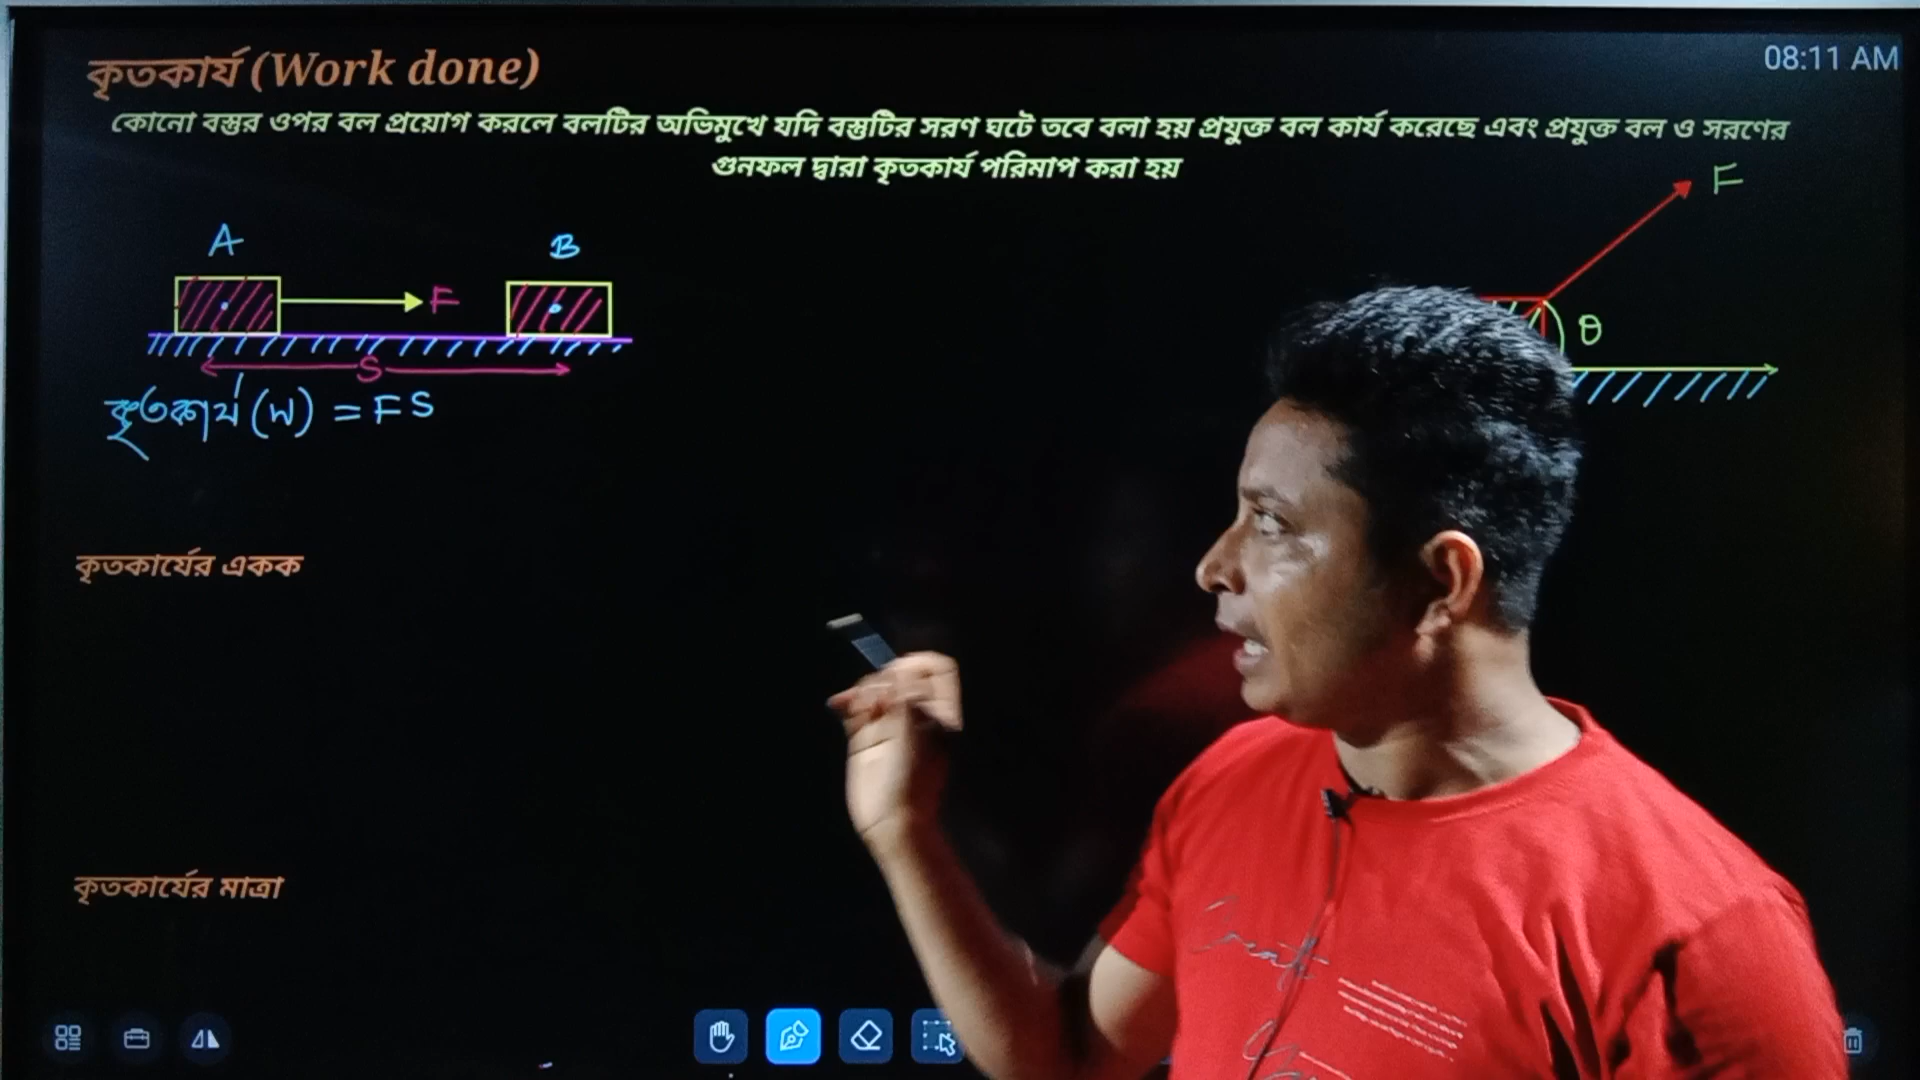 কৃতকার্য (Work done)
08:11 AM
কোনো বস্তুর ওপর বল প্রয়োগ করলে বলটির অভিমুখে যদি বস্তুটির সরণ ঘটে তবে বলা হয় প্রযুক্ত বল কার্য করেছে এবং প্রযুক্ত বল ও সরণের
গুনফল দ্বারা কৃতকার্য পরিমাপ করা হয়
F
A B
F
θ
S
কৃতকার্য (W) = FS
কৃতকার্যের একক
কৃতকার্যের মাত্রা